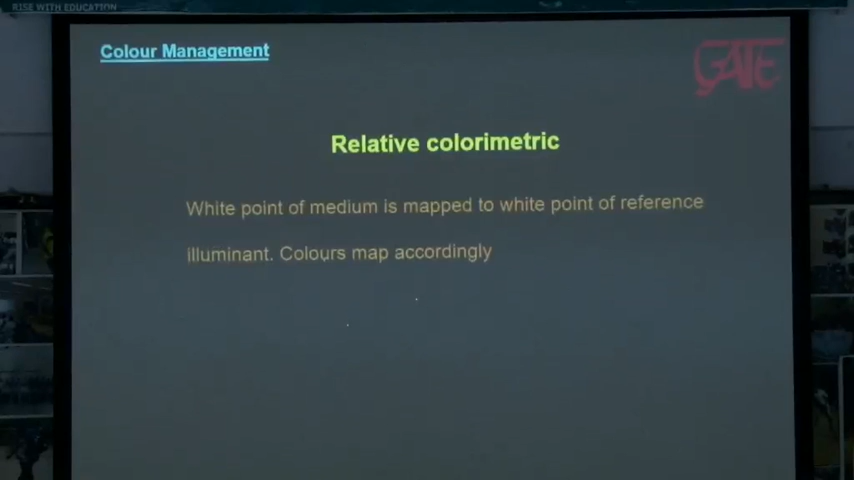 RISE WITH EDUCATION
Colour Management
GATE
Relative colorimetric
White point of medium is mapped to white point of reference
illuminant. Colours map accordingly